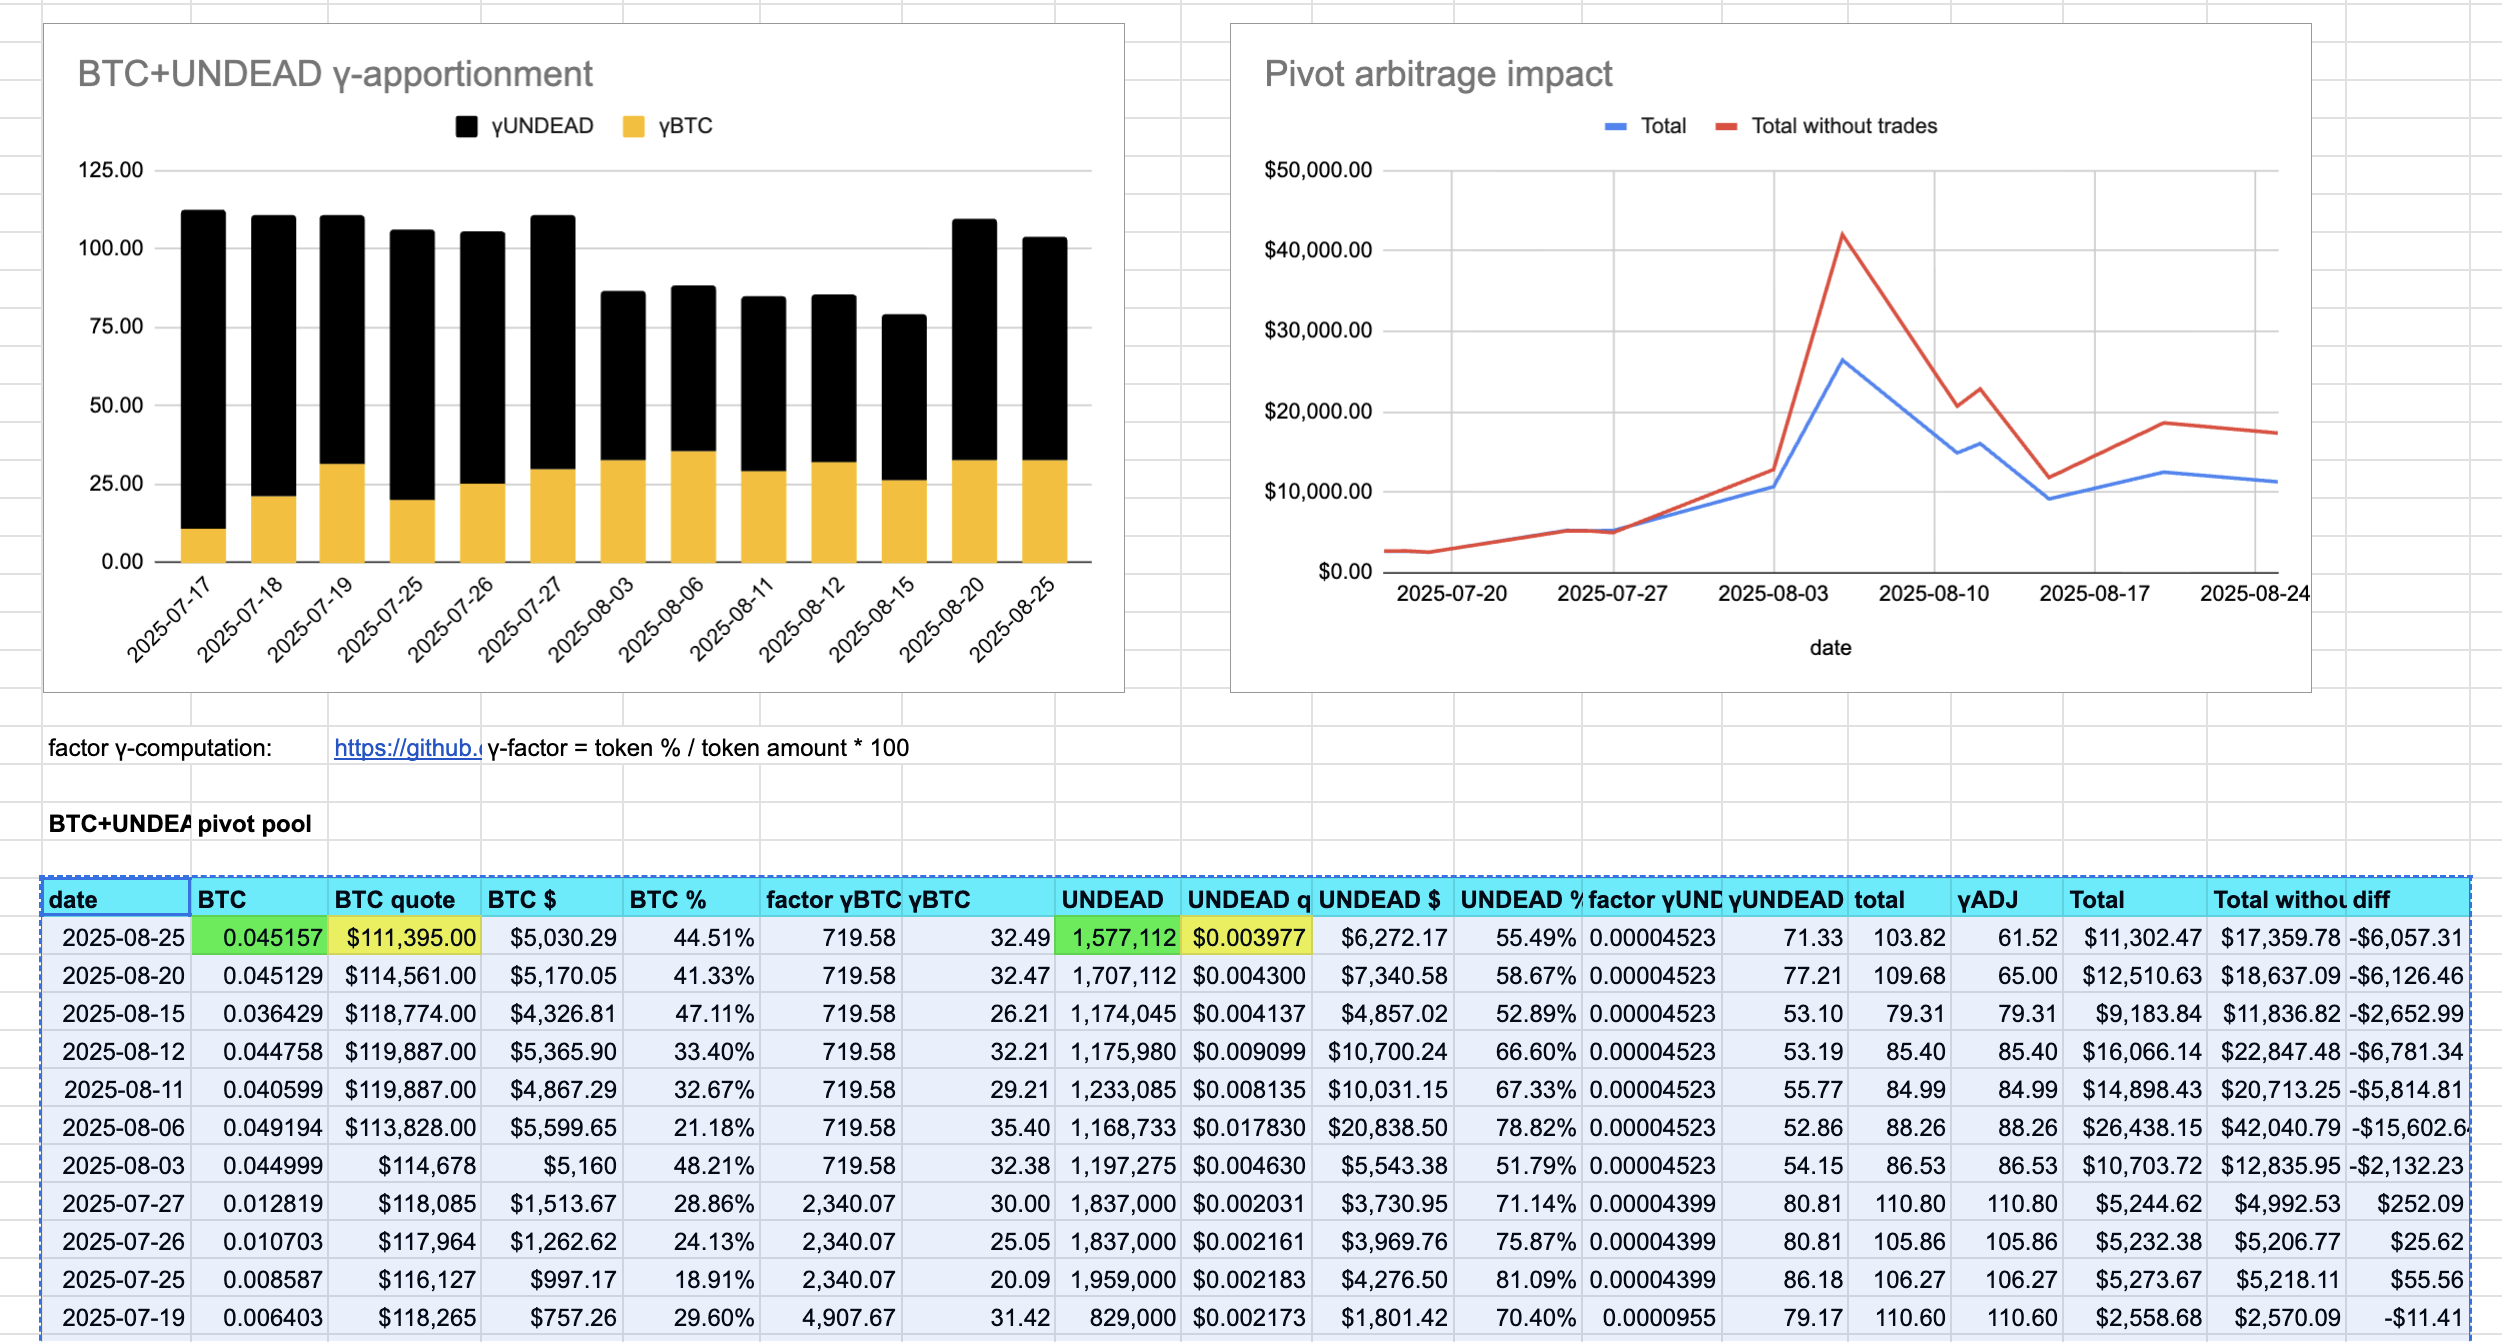 BTC+UNDEAD γ-apportionment
γUNDEAD γBTC
125.00
100.00
75.00
50.00
25.00
0.00
2025-07-17 2025-07-18 2025-07-19 2025-07-25 2025-07-26 2025-07-27 2025-08-03 2025-08-06 2025-08-11 2025-08-12 2025-08-15 2025-08-20 2025-08-25
Pivot arbitrage impact
Total Total without trades
$50,000.00
$40,000.00
$30,000.00
$20,000.00
$10,000.00
$0.00
2025-07-20 2025-07-27 2025-08-03 2025-08-10 2025-08-17 2025-08-24
date
factor γ-computation: https://github. γ-factor = token % / token amount * 100
BTC+UNDEA pivot pool
date BTC BTC quote BTC $ BTC % factor γBTC γBTC UNDEAD UNDEAD q UNDEAD $ UNDEAD % factor γUND γUNDEAD total γADJ Total Total withou diff
2025-08-25 0.045157 $111,395.00 $5,030.29 44.51% 719.58 32.49 1,577,112 $0.003977 $6,272.17 55.49% 0.00004523 71.33 103.82 61.52 $11,302.47 $17,359.78 -$6,057.31
2025-08-20 0.045129 $114,561.00 $5,170.05 41.33% 719.58 32.47 1,707,112 $0.004300 $7,340.58 58.67% 0.00004523 77.21 109.68 65.00 $12,510.63 $18,637.09 -$6,126.46
2025-08-15 0.036429 $118,774.00 $4,326.81 47.11% 719.58 26.21 1,174,045 $0.004137 $4,857.02 52.89% 0.00004523 53.10 79.31 79.31 $9,183.84 $11,836.82 -$2,652.99
2025-08-12 0.044758 $119,887.00 $5,365.90 33.40% 719.58 32.21 1,175,980 $0.009099 $10,700.24 66.60% 0.00004523 53.19 85.40 85.40 $16,066.14 $22,847.48 -$6,781.34
2025-08-11 0.040599 $119,887.00 $4,867.29 32.67% 719.58 29.21 1,233,085 $0.008135 $10,031.15 67.33% 0.00004523 55.77 84.99 84.99 $14,898.43 $20,713.25 -$5,814.81
2025-08-06 0.049194 $113,828.00 $5,599.65 21.18% 719.58 35.40 1,168,733 $0.017830 $20,838.50 78.82% 0.00004523 52.86 88.26 88.26 $26,438.15 $42,040.79 -$15,602.64
2025-08-03 0.044999 $114,678 $5,160 48.21% 719.58 32.38 1,197,275 $0.004630 $5,543.38 51.79% 0.00004523 54.15 86.53 86.53 $10,703.72 $12,835.95 -$2,132.23
2025-07-27 0.012819 $118,085 $1,513.67 28.86% 2,340.07 30.00 1,837,000 $0.002031 $3,730.95 71.14% 0.00004399 80.81 110.80 110.80 $5,244.62 $4,992.53 $252.09
2025-07-26 0.010703 $117,964 $1,262.62 24.13% 2,340.07 25.05 1,837,000 $0.002161 $3,969.76 75.87% 0.00004399 80.81 105.86 105.86 $5,232.38 $5,206.77 $25.62
2025-07-25 0.008587 $116,127 $997.17 18.91% 2,340.07 20.09 1,959,000 $0.002183 $4,276.50 81.09% 0.00004399 86.18 106.27 106.27 $5,273.67 $5,218.11 $55.56
2025-07-19 0.006403 $118,265 $757.26 29.60% 4,907.67 31.42 829,000 $0.002173 $1,801.42 70.40% 0.0000955 79.17 110.60 110.60 $2,558.68 $2,570.09 -$11.41